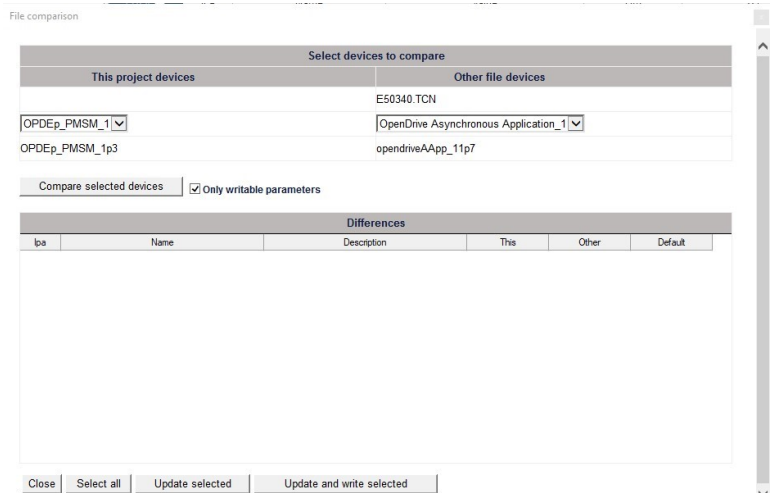 File comparison
Select devices to compare
This project devices Other file devices
E50340.TCN
OPDEp_PMSM_1 OpenDrive Asynchronous Application_1
OPDEp_PMSM_1p3 opendriveAApp_11p7
Compare selected devices Only writable parameters
Differences
Ipa Name Description This Other Default
Close Select all Update selected Update and write selected